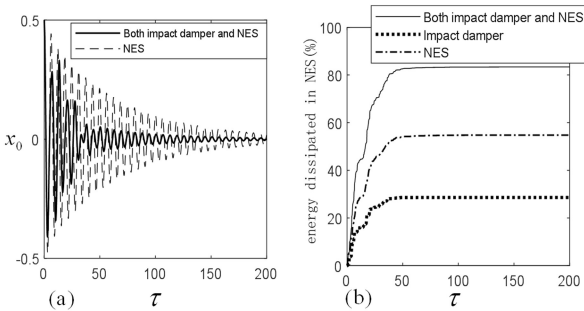 0.5
Both impact damper and NES
NES
x0
0
-0.5
0
50
100
150
200
(a)
τ
Both impact damper and NES
Impact damper
NES
energy dissipated in NES(%)
100
80
60
40
20
0
0
50
100
150
200
(b)
τ